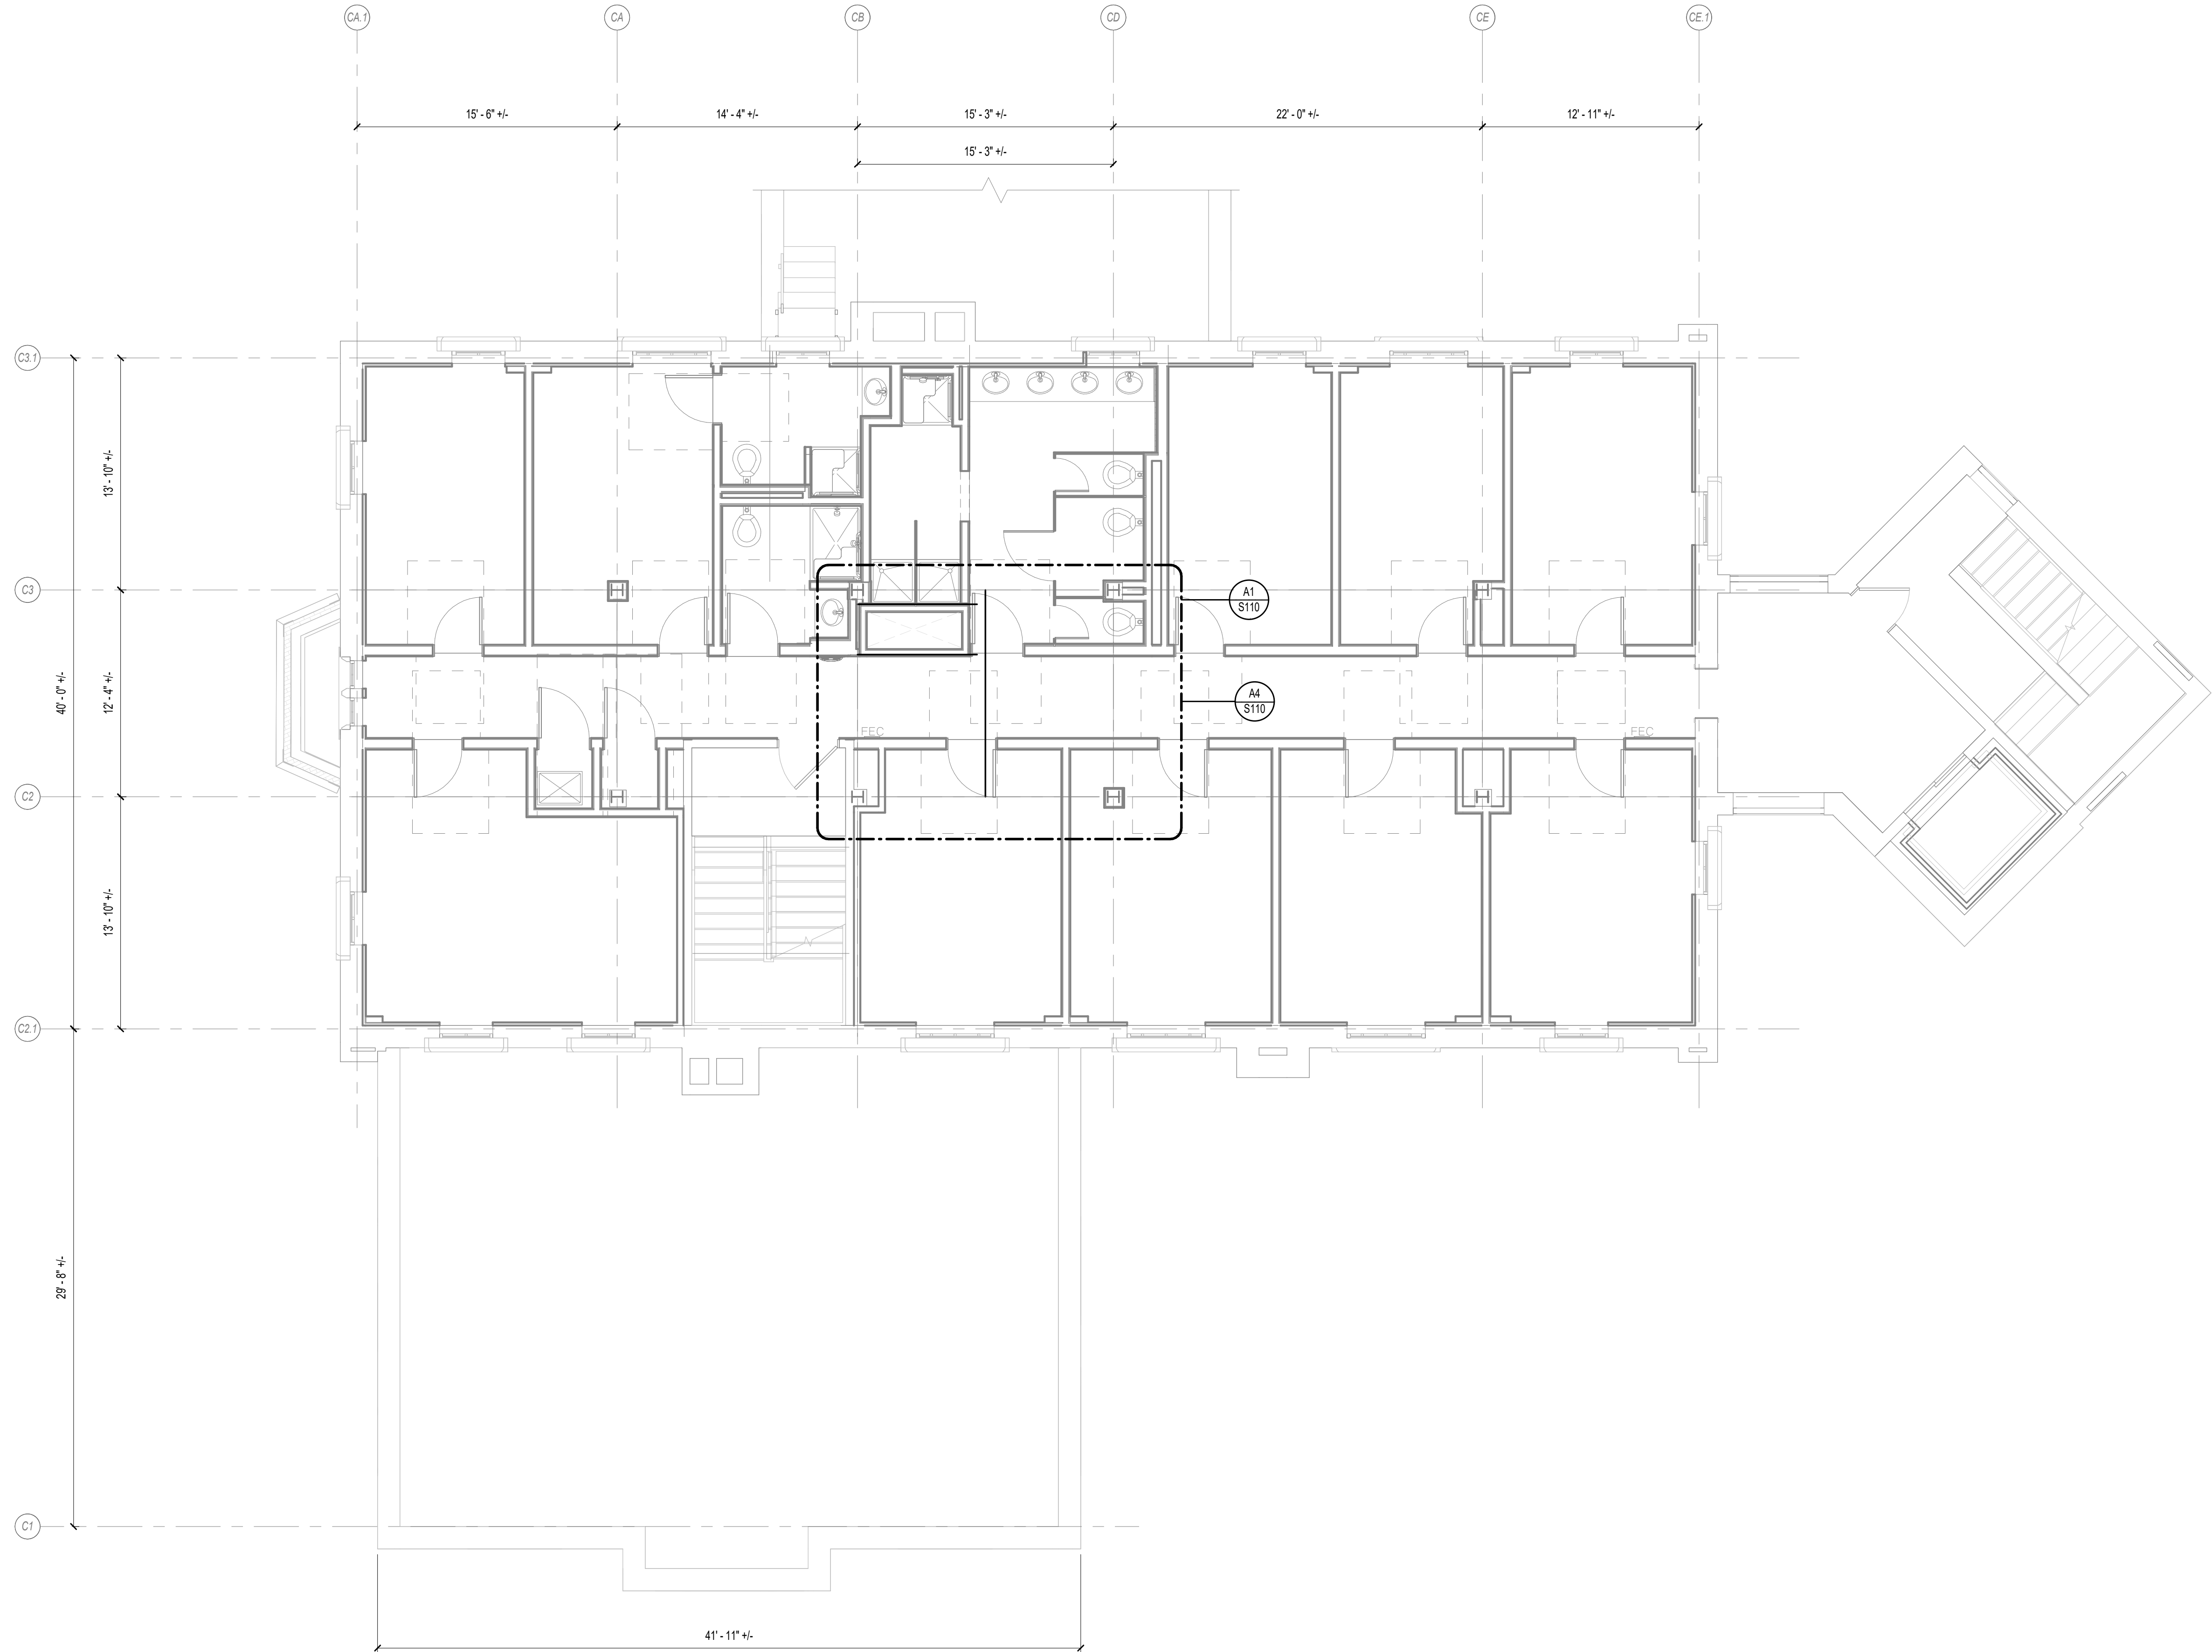 CA.1
CA
CB
CD
CE
CE.1
15' - 6" +/-
14' - 4" +/-
15' - 3" +/-
22' - 0" +/-
12' - 11" +/-
15' - 3" +/-
C3.1
13' - 10" +/-
C3
A1
S110
40' - 0" +/-
12' - 4" +/-
A4
S110
FEC
FEC
C2
13' - 10" +/-
C2.1
29' - 8" +/-
C1
41' - 11" +/-